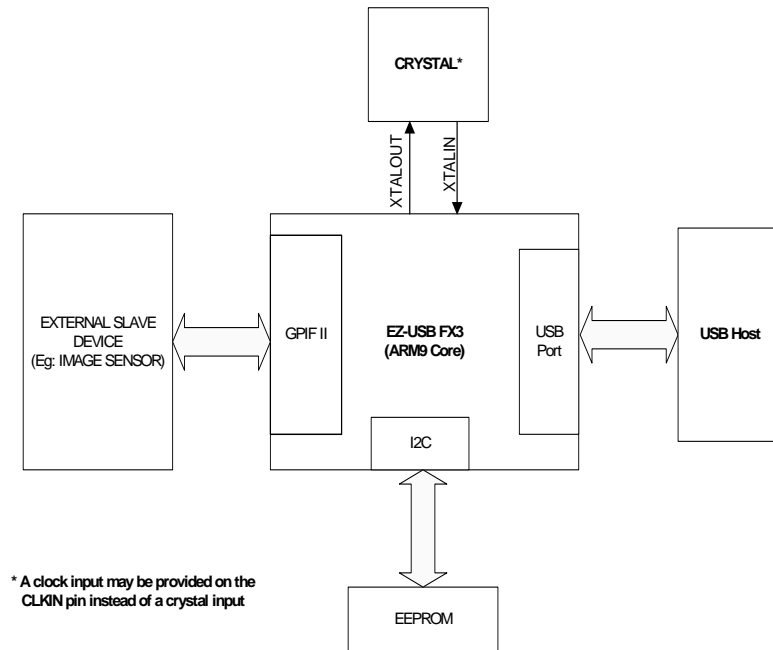 CRYSTAL*
XTALOUT
XTALIN
EXTERNAL SLAVE
DEVICE
(Eg: IMAGE SENSOR)
GPIF II
EZ-USB FX3
(ARM9 Core)
USB
Port
USB Host
I2C
* A clock input may be provided on the
CLKIN pin instead of a crystal input
EEPROM